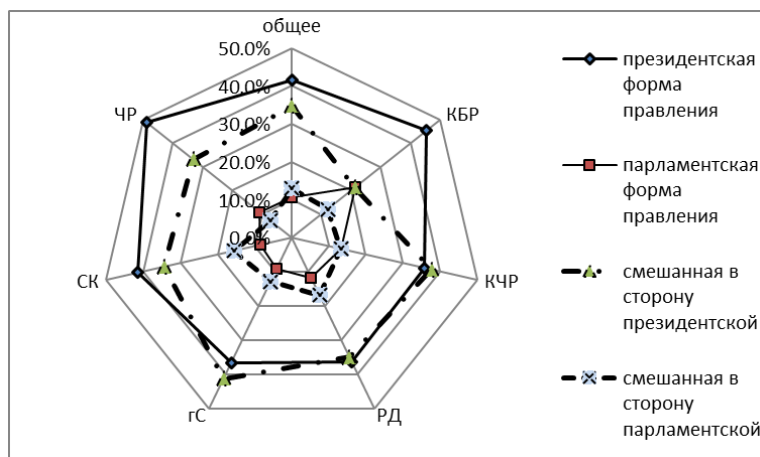 общее
50.0%
40.0%
30.0%
20.0%
10.0%
0.0%
КБР
КЧР
РД
гС
СК
ЧР
президентская
форма
правления
парламентская
форма
правления
смешанная в
сторону
президентской
смешанная в
сторону
парламентской